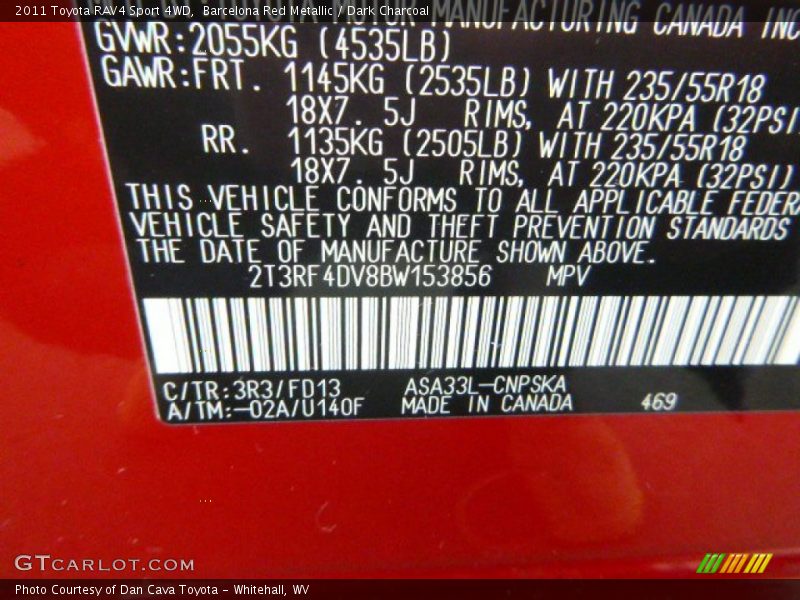 2011 Toyota RAV4 Sport 4WD, Barcelona Red Metallic / Dark Charcoal
MANUFACTURING CANADA INC
GVWR:2055KG (4535LB)
GAWR:FRT. 1145KG (2535LB) WITH 235/55R18
18X7.5J RIMS, AT 220KPA (32PSI
RR. 1135KG (2505LB) WITH 235/55R18
18X7.5J RIMS, AT 220KPA (32PSI)
THIS VEHICLE CONFORMS TO ALL APPLICABLE FEDERA
VEHICLE SAFETY AND THEFT PREVENTION STANDARDS
THE DATE OF MANUFACTURE SHOWN ABOVE.
2T3RF4DV8BW153856 MPV
C/TR:3R3/FD13 ASA33L-CNPSKA
A/TM:-02A/U140F MADE IN CANADA 469
GTCARLOT.COM
Photo Courtesy of Dan Cava Toyota - Whitehall, WV